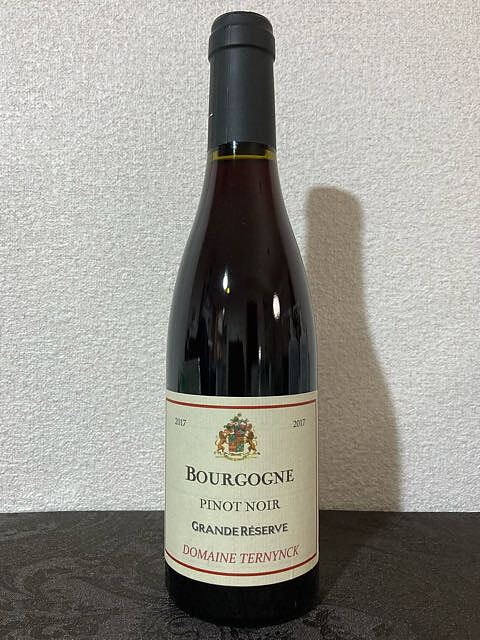 2017 2017
BOURGOGNE
PINOT NOIR
GRANDE RÉSERVE
DOMAINE TERNYNCK